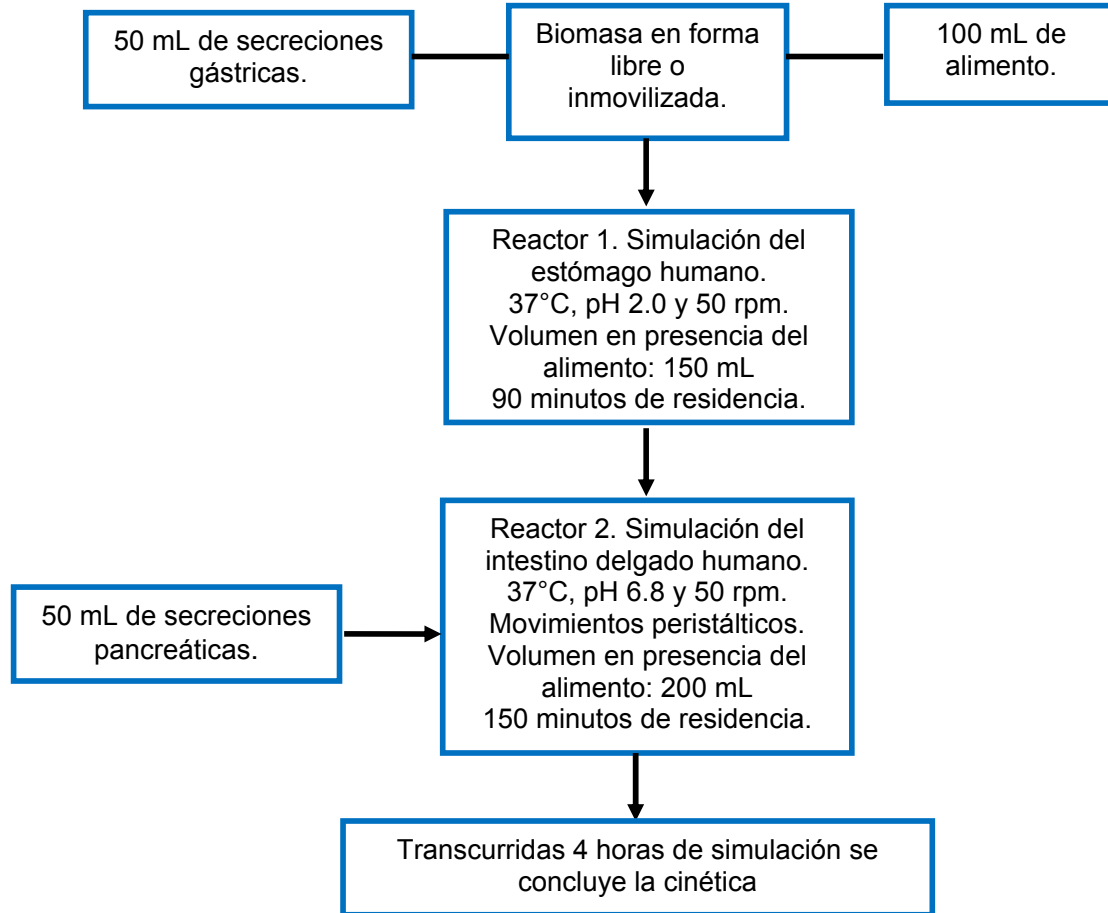 50 mL de secreciones
gástricas.
Biomasa en forma
libre o
inmovilizada.
100 mL de
alimento.
Reactor 1. Simulación del
estómago humano.
37°C, pH 2.0 y 50 rpm.
Volumen en presencia del
alimento: 150 mL
90 minutos de residencia.
Reactor 2. Simulación del
intestino delgado humano.
37°C, pH 6.8 y 50 rpm.
Movimientos peristálticos.
Volumen en presencia del
alimento: 200 mL
150 minutos de residencia.
50 mL de secreciones
pancreáticas.
Transcurridas 4 horas de simulación se
concluye la cinética